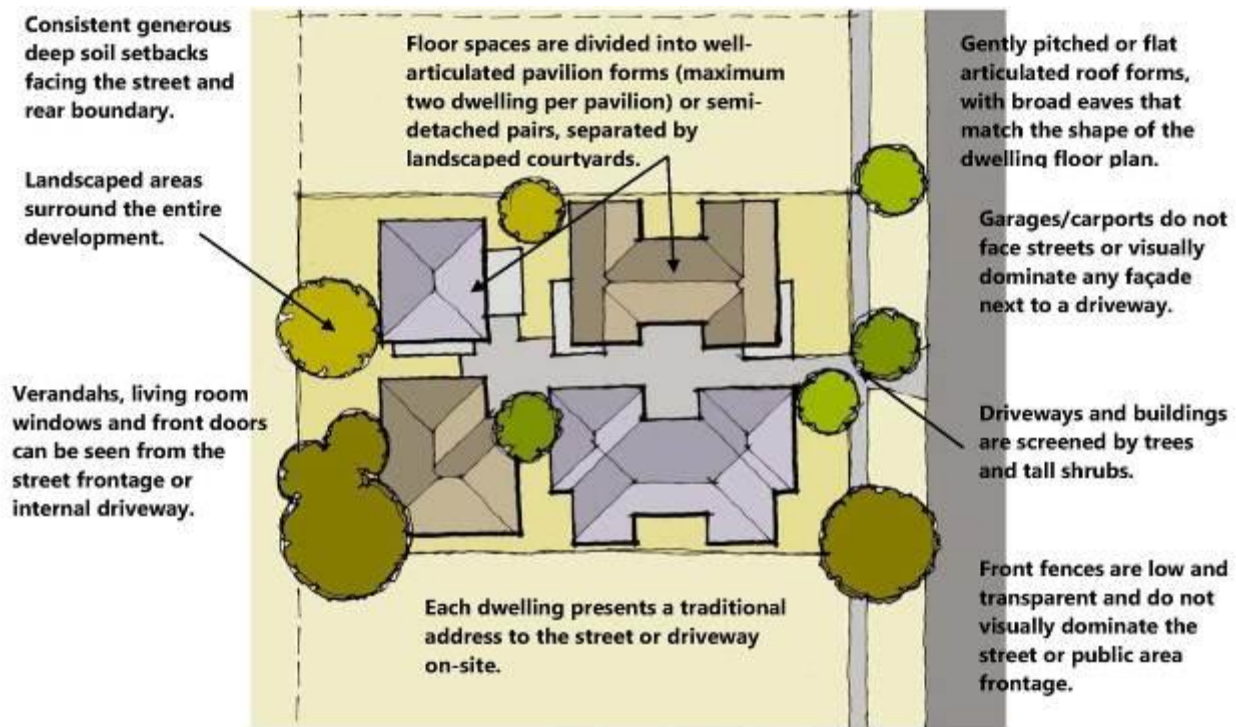 Consistent generous
deep soil setbacks
facing the street and
rear boundary.
Landscaped areas
surround the entire
development.
Verandahs, living room
windows and front doors
can be seen from the
street frontage or
internal driveway.
Floor spaces are divided into well-
articulated pavilion forms (maximum
two dwelling per pavilion) or semi-
detached pairs, separated by
landscaped courtyards.
Each dwelling presents a traditional
address to the street or driveway
on-site.
Gently pitched or flat
articulated roof forms,
with broad eaves that
match the shape of the
dwelling floor plan.
Garages/carports do not
face streets or visually
dominate any façade
next to a driveway.
Driveways and buildings
are screened by trees
and tall shrubs.
Front fences are low and
transparent and do not
visually dominate the
street or public area
frontage.